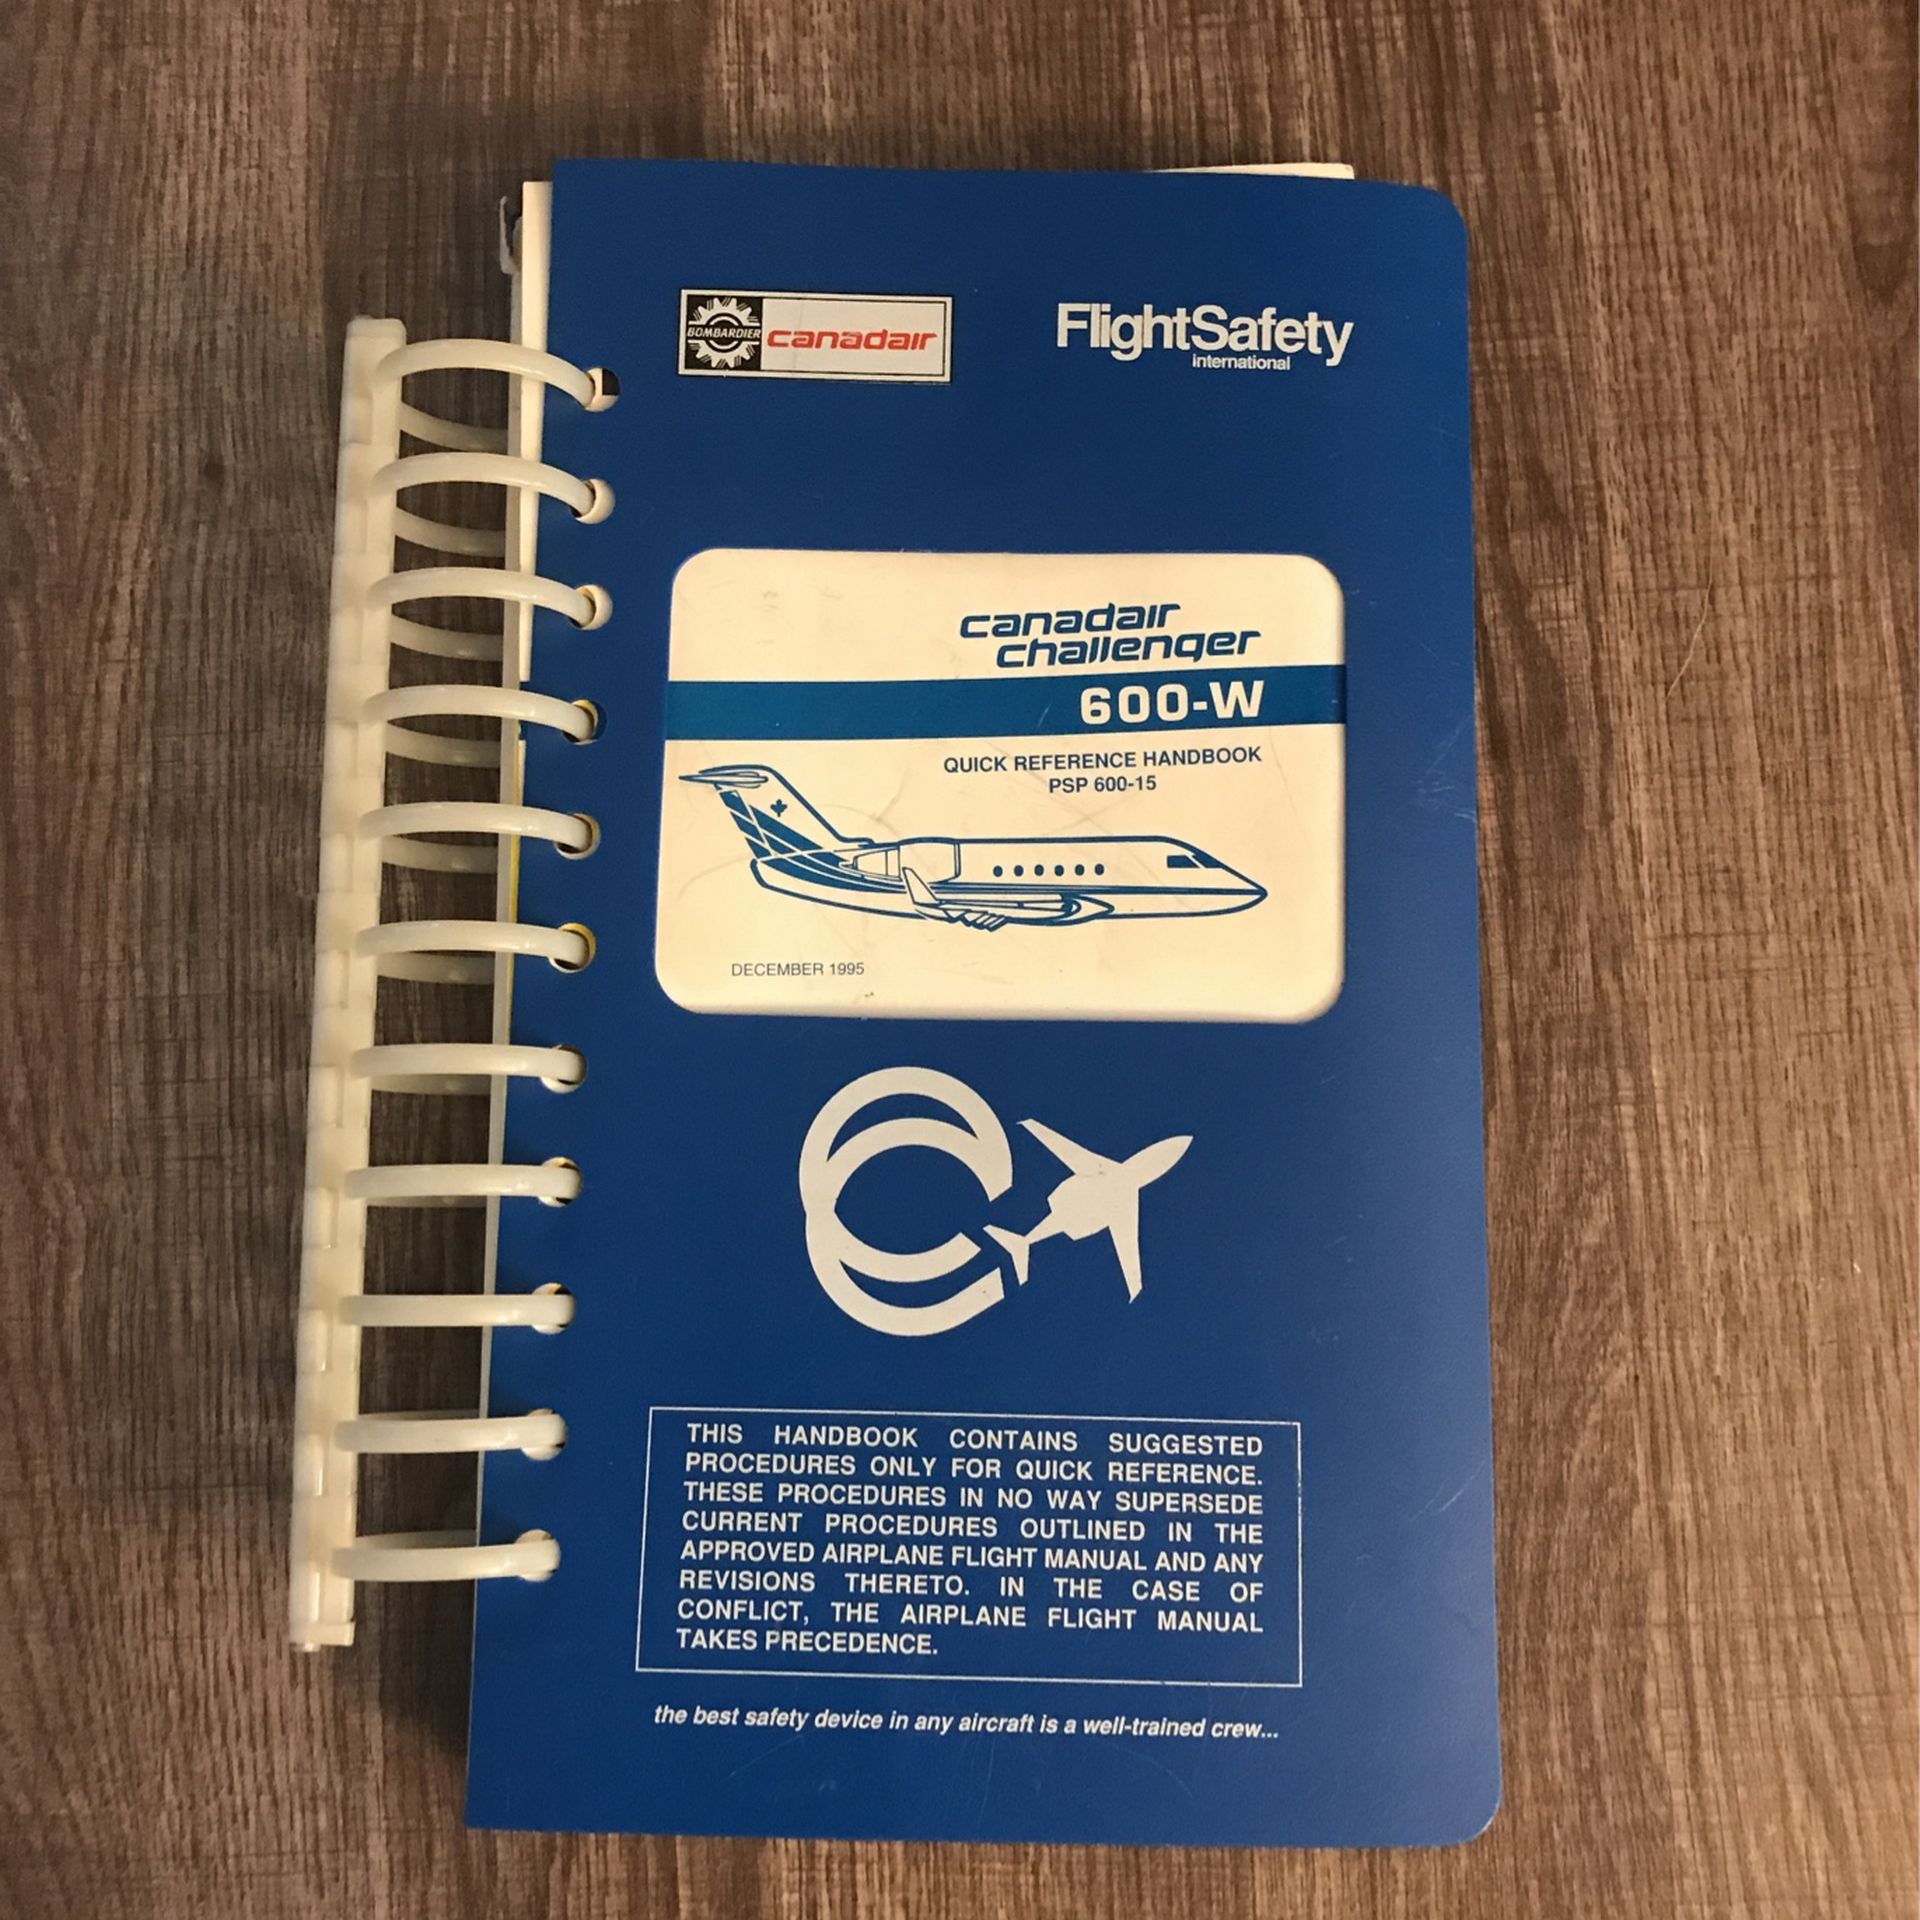 BOMBARDIER canadair
FlightSafety
international
canadair
challenger
600-W
QUICK REFERENCE HANDBOOK
PSP 600-15
DECEMBER 1995
THIS HANDBOOK CONTAINS SUGGESTED
PROCEDURES ONLY FOR QUICK REFERENCE.
THESE PROCEDURES IN NO WAY SUPERSEDE
CURRENT PROCEDURES OUTLINED IN THE
APPROVED AIRPLANE FLIGHT MANUAL AND ANY
REVISIONS THERETO. IN THE CASE OF
CONFLICT, THE AIRPLANE FLIGHT MANUAL
TAKES PRECEDENCE.
the best safety device in any aircraft is a well-trained crew...